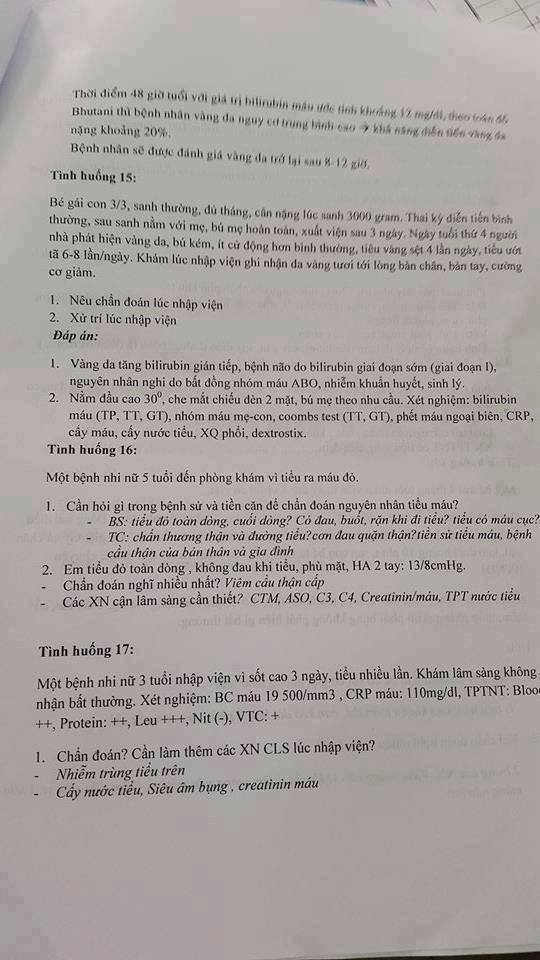 Thời điểm 48 giờ tuổi với giá trị bilirubin máu ước tính khoảng 12 mg/dl, theo toán đồ
Bhutani thì bệnh nhân vàng da nguy cơ trung bình cao → khả năng diễn tiến vàng da
nặng khoảng 20%.
Bệnh nhân sẽ được đánh giá vàng da trở lại sau 8-12 giờ.
Tình huống 15:
Bé gái con 3/3, sanh thường, đủ tháng, cân nặng lúc sanh 3000 gram. Thai kỳ diễn tiến bình
thường, sau sanh nằm với mẹ, bú mẹ hoàn toàn, xuất viện sau 3 ngày. Ngày tuổi thứ 4 người
nhà phát hiện vàng da, bú kém, ít cử động hơn bình thường, tiêu vàng sệt 4 lần ngày, tiểu ướt
tã 6-8 lần/ngày. Khám lúc nhập viện ghi nhận da vàng tươi tới lòng bàn chân, bàn tay, cường
cơ giảm.
1. Nêu chẩn đoán lúc nhập viện
2. Xử trí lúc nhập viện
Đáp án:
1. Vàng da tăng bilirubin gián tiếp, bệnh não do bilirubin giai đoạn sớm (giai đoạn 1),
nguyên nhân nghi do bất đồng nhóm máu ABO, nhiễm khuẩn huyết, sinh lý.
2. Nằm đầu cao 30⁰, che mắt chiếu đèn 2 mặt, bú mẹ theo nhu cầu. Xét nghiệm: bilirubin
máu (TP, TT, GT), nhóm máu mẹ-con, coombs test (TT, GT), phết máu ngoại biên, CRP,
cấy máu, cấy nước tiểu, XQ phổi, dextrostix.
Tình huống 16:
Một bệnh nhi nữ 5 tuổi đến phòng khám vì tiểu ra máu đỏ.
1. Cần hỏi gì trong bệnh sử và tiền căn để chẩn đoán nguyên nhân tiểu máu?
- BS: tiểu đỏ toàn dòng, cuối dòng? Có đau, buốt, rặn khi đi tiểu? tiểu có máu cục?
- TC: chấn thương thận và đường tiểu?cơn đau quặn thận?tiền sử tiểu máu, bệnh
cầu thận của bản thân và gia đình
2. Em tiểu đỏ toàn dòng , không đau khi tiểu, phù mặt, HA 2 tay: 13/8cmHg.
- Chẩn đoán nghĩ nhiều nhất? Viêm cầu thận cấp
- Các XN cận lâm sàng cần thiết? CTM, ASO, C3, C4, Creatinin/máu, TPT nước tiểu
Tình huống 17:
Một bệnh nhi nữ 3 tuổi nhập viện vì sốt cao 3 ngày, tiểu nhiều lần. Khám lâm sàng không
nhận bất thường. Xét nghiệm: BC máu 19 500/mm3 , CRP máu: 110mg/dl, TPTNT: Bloo
++, Protein: ++, Leu +++, Nit (-), VTC: +
1. Chẩn đoán? Cần làm thêm các XN CLS lúc nhập viện?
- Nhiễm trùng tiểu trên
- Cấy nước tiểu, Siêu âm bụng , creatinin máu